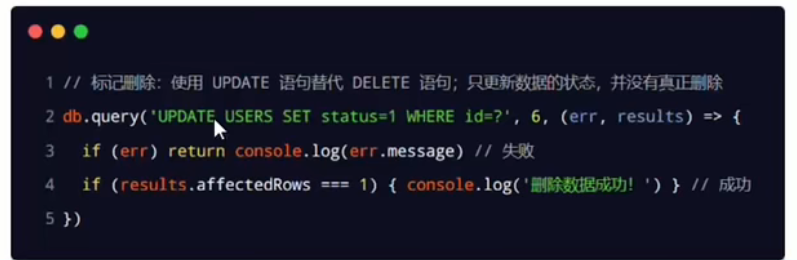 1 // 标记删除：使用 UPDATE 语句替代 DELETE 语句；只更新数据的状态，并没有真正删除
2 db.query('UPDATE USERS SET status=1 WHERE id=?', 6, (err, results) => {
3   if (err) return console.log(err.message) // 失败
4   if (results.affectedRows === 1) { console.log('删除数据成功！') } // 成功
5 })